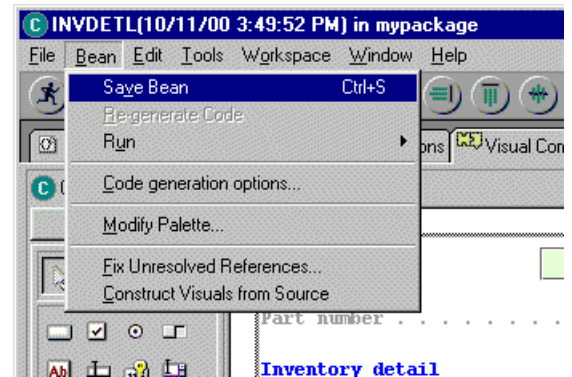 C INVDETL(10/11/00 3:49:52 PM) in mypackage
File Bean Edit Tools Workspace Window Help
Save Bean Ctrl+S
Re-generate Code
Run
ons Visual Con
Code generation options...
Modify Palette...
Fix Unresolved References...
Construct Visuals from Source
Part number . . . . . . . .
Ab
Inventory detail